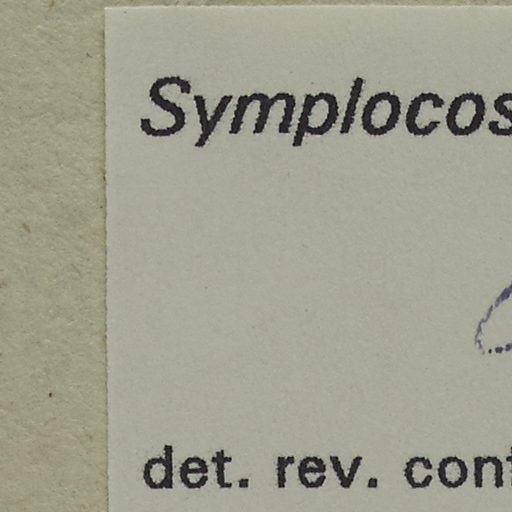 Symplocos
det. rev. conf